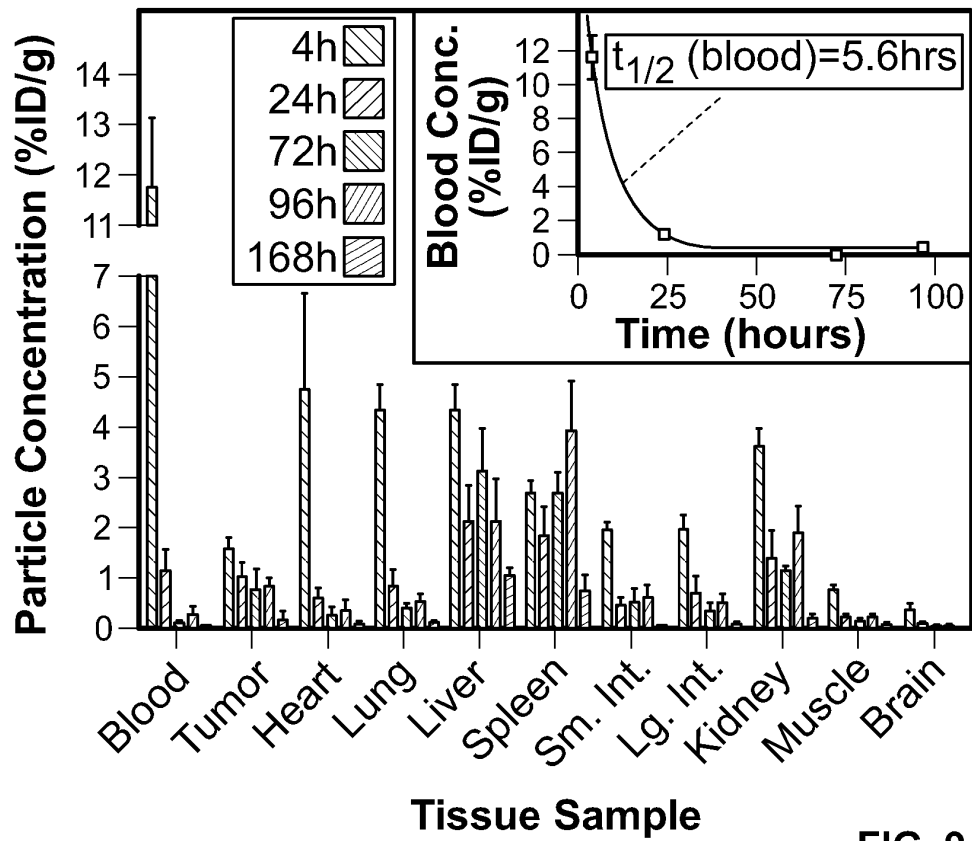 Particle Concentration (%ID/g)
14
13
12
11
7
6
5
4
3
2
1
0
4h
24h
72h
96h
168h
Blood Conc.
(%ID/g)
12
10
8
6
4
2
0
t1/2 (blood)=5.6hrs
0 25 50 75 100
Time (hours)
Blood
Tumor
Heart
Lung
Liver
Spleen
Sm. Int.
Lg. Int.
Kidney
Muscle
Brain
Tissue Sample
FIG. 9